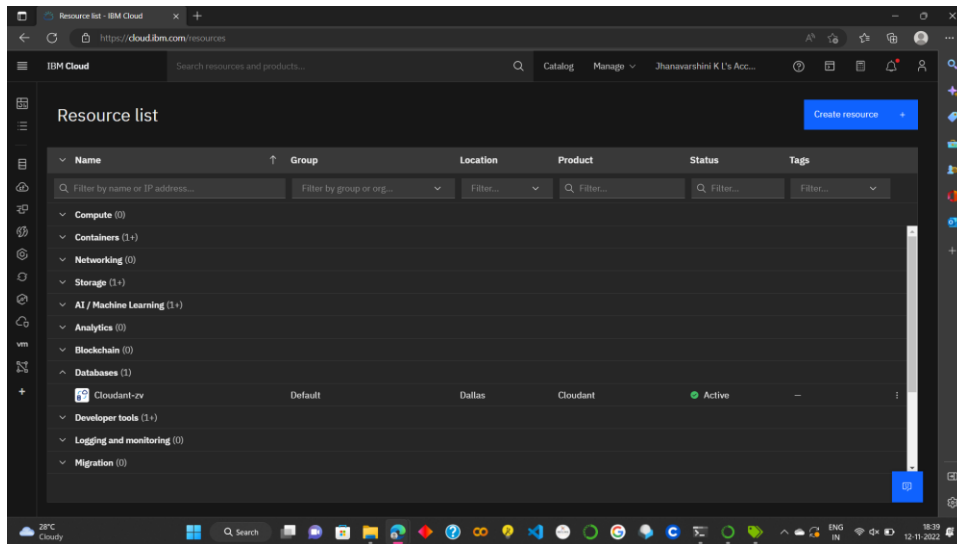 Resource list - IBM Cloud
https://cloud.ibm.com/resources
IBM Cloud
Search resources and products...
Catalog
Manage
Jhanavarshini K L's Acc...
Resource list
Create resource +
Name
Group
Location
Product
Status
Tags
Filter by name or IP address...
Filter by group or org...
Filter...
Filter...
Filter...
Filter...
Compute (0)
Containers (1+)
Networking (0)
Storage (1+)
AI / Machine Learning (1+)
Analytics (0)
Blockchain (0)
Databases (1)
Cloudant-zv
Default
Dallas
Cloudant
Active
–
Developer tools (1+)
Logging and monitoring (0)
Migration (0)
vm
28°C
Cloudy
Search
ENG
IN
18:39
12-11-2022